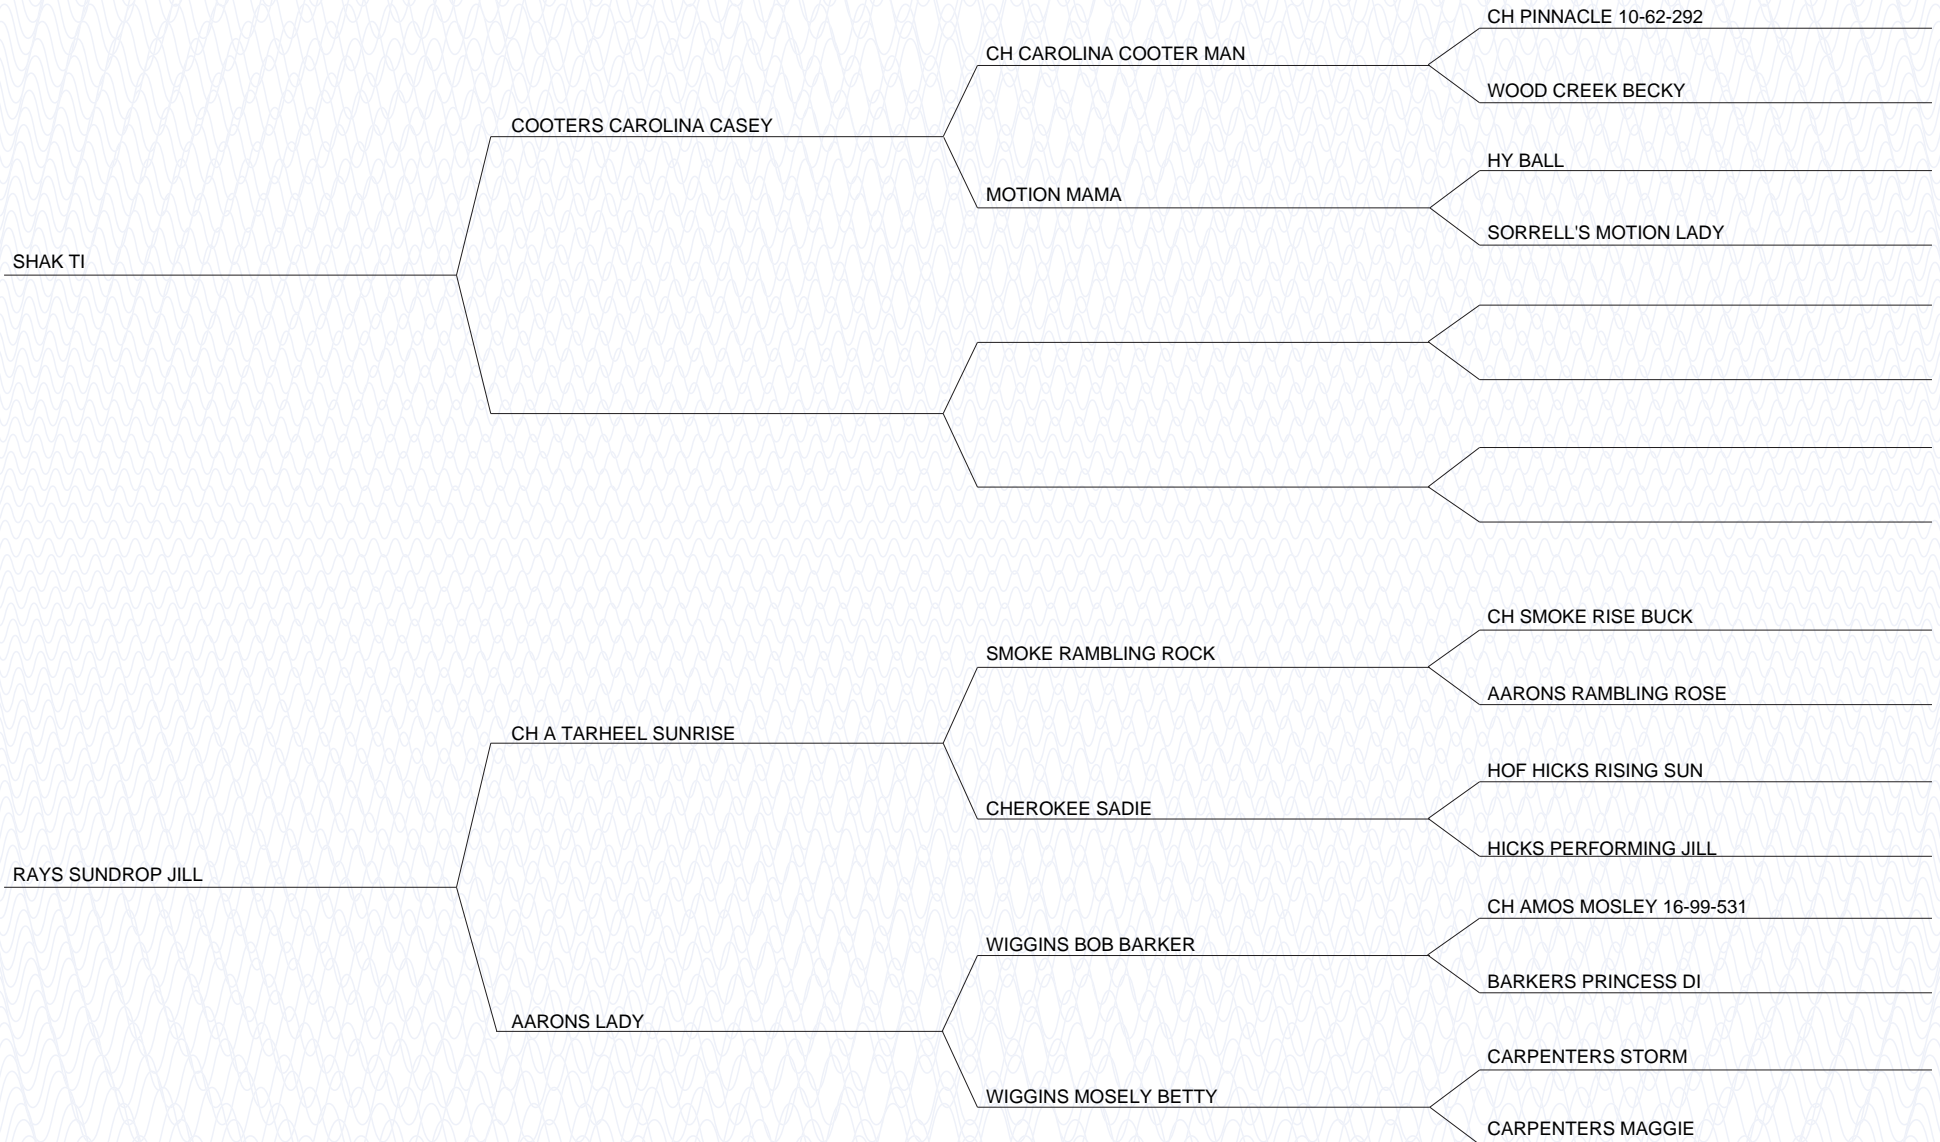 CH PINNACLE 10-62-292
CH CAROLINA COOTER MAN
WOOD CREEK BECKY
COOTERS CAROLINA CASEY
HY BALL
MOTION MAMA
SORRELL'S MOTION LADY
SHAK TI
CH SMOKE RISE BUCK
SMOKE RAMBLING ROCK
AARONS RAMBLING ROSE
CH A TARHEEL SUNRISE
HOF HICKS RISING SUN
CHEROKEE SADIE
HICKS PERFORMING JILL
RAYS SUNDROP JILL
CH AMOS MOSLEY 16-99-531
WIGGINS BOB BARKER
BARKERS PRINCESS DI
AARONS LADY
CARPENTERS STORM
WIGGINS MOSELY BETTY
CARPENTERS MAGGIE